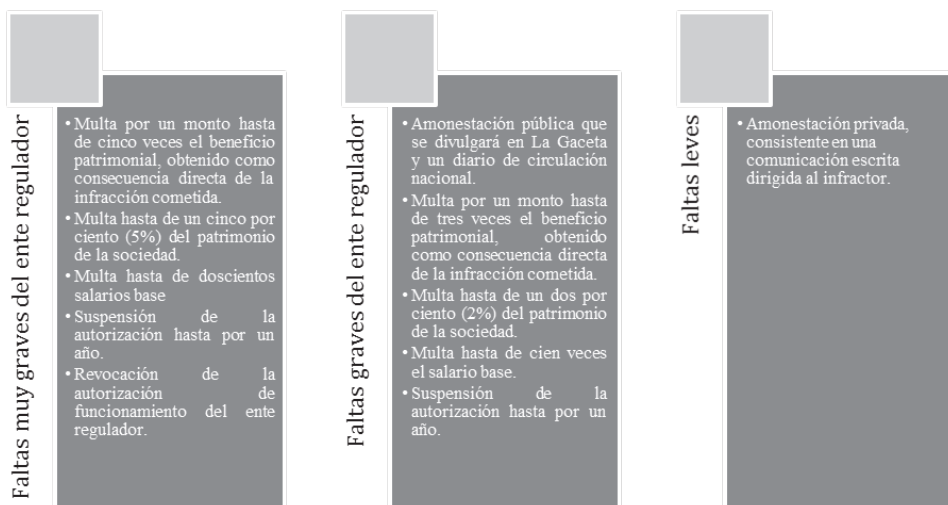 Faltas muy graves del ente regulador
• Multa por un monto hasta
de cinco veces el beneficio
patrimonial, obtenido como
consecuencia directa de la
infracción cometida.
• Multa hasta de un cinco por
ciento (5%) del patrimonio
de la sociedad.
• Multa hasta de doscientos
salarios base
• Suspensión de la
autorización hasta por un
año.
• Revocación de la
autorización de
funcionamiento del ente
regulador.
Faltas graves del ente regulador
• Amonestación pública que
se divulgará en La Gaceta
y un diario de circulación
nacional.
• Multa por un monto hasta
de tres veces el beneficio
patrimonial, obtenido
como consecuencia directa
de la infracción cometida.
• Multa hasta de un dos por
ciento (2%) del patrimonio
de la sociedad.
• Multa hasta de cien veces
el salario base.
• Suspensión de la
autorización hasta por un
año.
Faltas leves
• Amonestación privada,
consistente en una
comunicación escrita
dirigida al infractor.